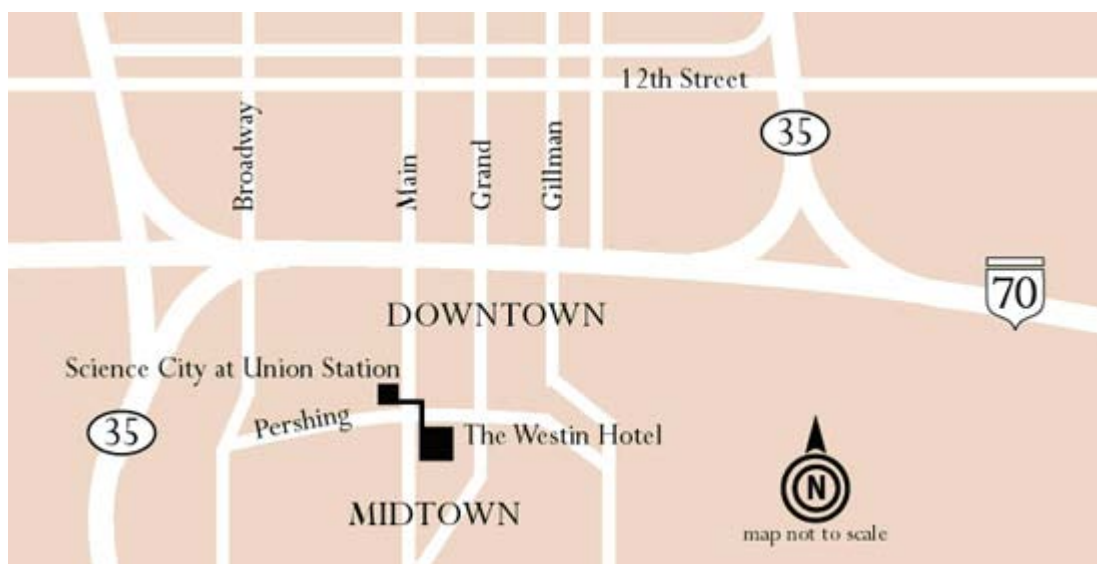 12th Street
35
Broadway
Main
Grand
Gillman
70
DOWNTOWN
Science City at Union Station
Pershing
35
The Westin Hotel
N
MIDTOWN
map not to scale